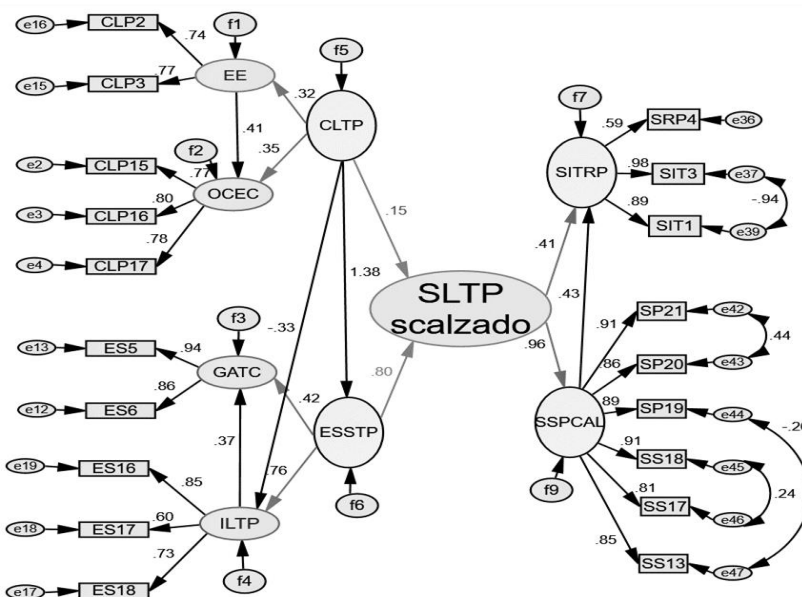 e16
CLP2
.74
f1
e15
CLP3
.77
EE
.32
f5
CLTP
.41
.35
f2
e2
CLP15
.77
OCEC
e3
CLP16
.80
e4
CLP17
.78
.15
1.38
-.33
f3
e13
ES5
.94
GATC
e12
ES6
.86
.42
.37
.80
ESSTP
.76
f6
e19
ES16
.85
e18
ES17
.60
ILTP
e17
ES18
.73
f4
SLTP
scalzado
f7
SITRP
.59
SRP4
e36
.98
SIT3
e37
-.94
.89
SIT1
e39
.41
.43
.96
SSPCAL
f9
.91
SP21
e42
.44
.86
SP20
e43
89
SP19
e44
.91
SS18
e45
.24
.81
SS17
e46
.85
SS13
e47